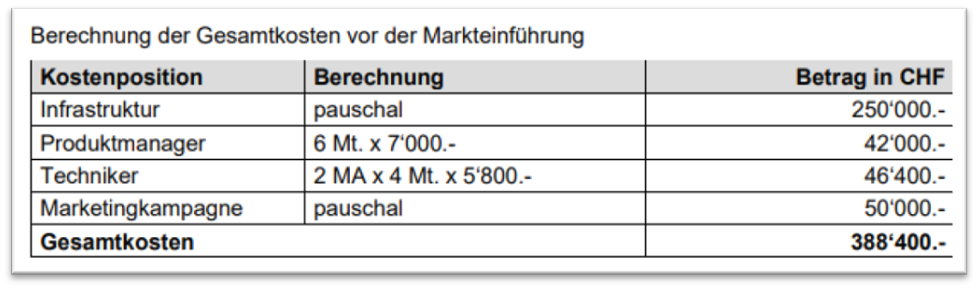 Berechnung der Gesamtkosten vor der Markteinführung
Kostenposition Berechnung Betrag in CHF
Infrastruktur pauschal 250‘000.-
Produktmanager 6 Mt. x 7‘000.- 42‘000.-
Techniker 2 MA x 4 Mt. x 5‘800.- 46‘400.-
Marketingkampagne pauschal 50‘000.-
Gesamtkosten 388‘400.-